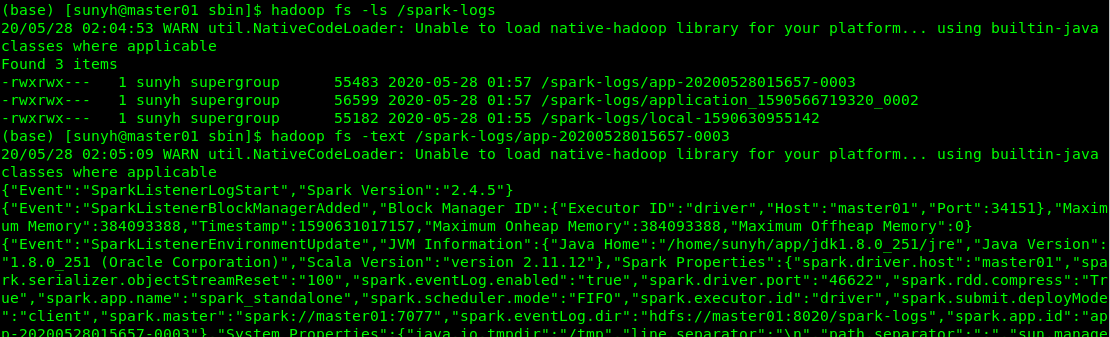 (base) [sunyh@master01 sbin]$ hadoop fs -ls /spark-logs
20/05/28 02:04:53 WARN util.NativeCodeLoader: Unable to load native-hadoop library for your platform... using builtin-java
classes where applicable
Found 3 items
-rwxrwx---   1 sunyh supergroup      55483 2020-05-28 01:57 /spark-logs/app-20200528015657-0003
-rwxrwx---   1 sunyh supergroup      56599 2020-05-28 01:57 /spark-logs/application_1590566719320_0002
-rwxrwx---   1 sunyh supergroup      55182 2020-05-28 01:55 /spark-logs/local-1590630955142
(base) [sunyh@master01 sbin]$ hadoop fs -text /spark-logs/app-20200528015657-0003
20/05/28 02:05:09 WARN util.NativeCodeLoader: Unable to load native-hadoop library for your platform... using builtin-java
classes where applicable
{"Event":"SparkListenerLogStart","Spark Version":"2.4.5"}
{"Event":"SparkListenerBlockManagerAdded","Block Manager ID":{"Executor ID":"driver","Host":"master01","Port":34151},"Maxim
um Memory":384093388,"Timestamp":1590631017157,"Maximum Onheap Memory":384093388,"Maximum Offheap Memory":0}
{"Event":"SparkListenerEnvironmentUpdate","JVM Information":{"Java Home":"/home/sunyh/app/jdk1.8.0_251/jre","Java Version":
"1.8.0_251 (Oracle Corporation)","Scala Version":"version 2.11.12"},"Spark Properties":{"spark.driver.host":"master01","spa
rk.serializer.objectStreamReset":"100","spark.eventLog.enabled":"true","spark.driver.port":"46622","spark.rdd.compress":"Tr
ue","spark.app.name":"spark_standalone","spark.scheduler.mode":"FIFO","spark.executor.id":"driver","spark.submit.deployMode
":"client","spark.master":"spark://master01:7077","spark.eventLog.dir":"hdfs://master01:8020/spark-logs","spark.app.id":"ap
p-20200528015657-0003"},"System Properties":{"java.io.tmpdir":"/tmp","line.separator":"\n","path.separator":":","sun.manage